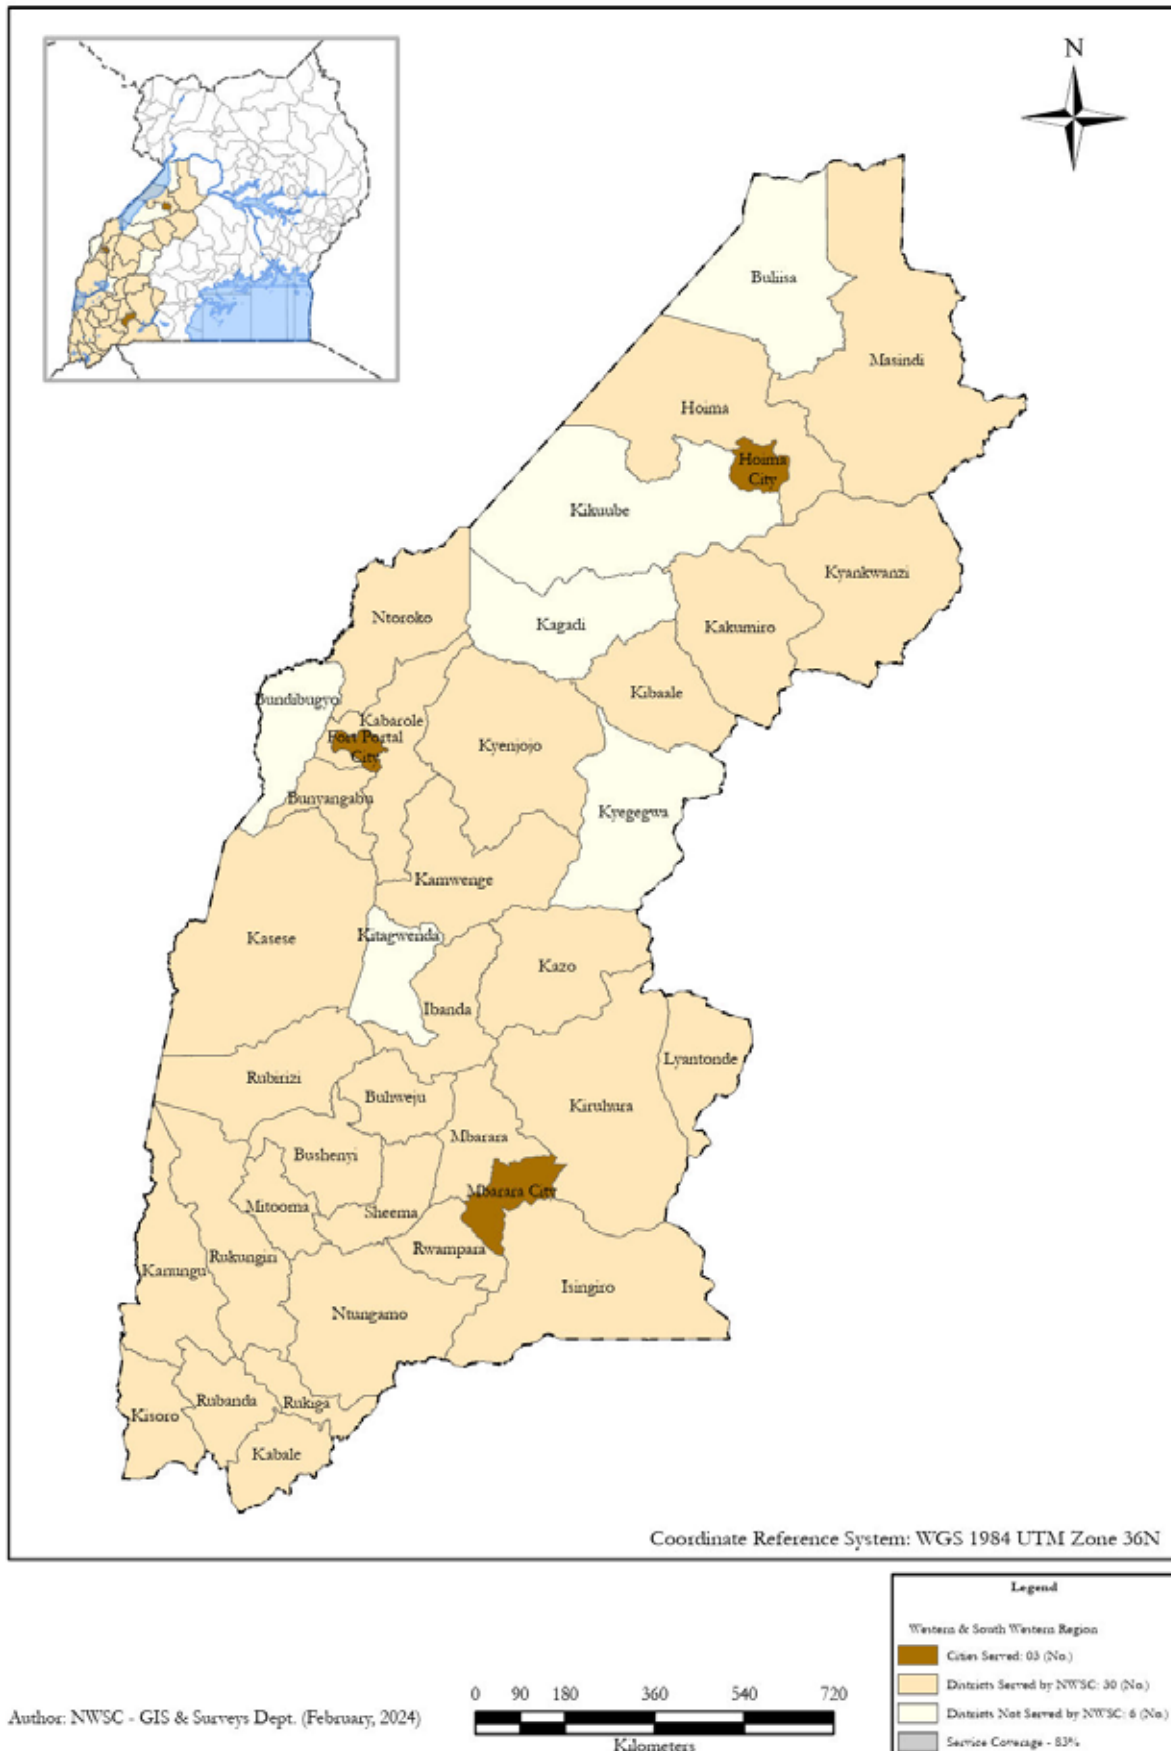 N
Buliisa
Masindi
Hoima
Hoima
City
Kikuube
Kyankwanzi
Kagadi
Kakumiro
Ntoroko
Kibaale
Bundibugyo
Kabarole
Fort Portal
City
Kyenjojo
Bunyangabu
Kyegegwa
Kamwenge
Kitagwenda
Kasese
Kazo
Ibanda
Lyantonde
Rubirizi
Buhweju
Kiruhura
Mbarara
Bushenyi
Mbarara City
Mitooma
Sheema
Rwampara
Rukungiri
Kanungu
Isingiro
Ntungamo
Rubanda
Rukiga
Kisoro
Kabale
Coordinate Reference System: WGS 1984 UTM Zone 36N
Legend
Western & South Western Region
Cities Served: 03 (No.)
Districts Served by NWSC: 30 (No.)
Districts Not Served by NWSC: 6 (No.)
Service Coverage - 83%
0 90 180 360 540 720
Kilometers
Author: NWSC - GIS & Surveys Dept. (February, 2024)